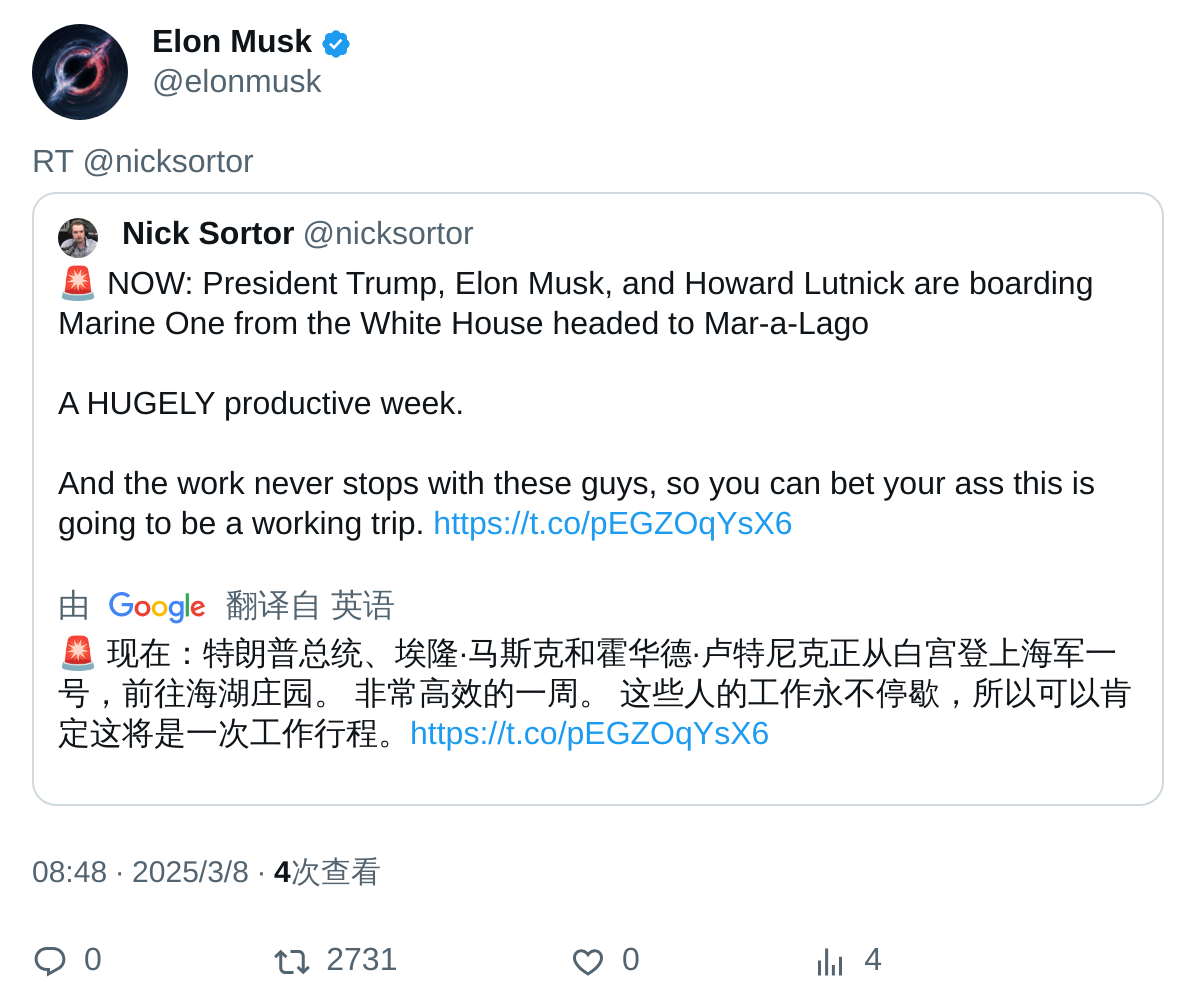 Elon Musk
@elonmusk
RT @nicksortor
Nick Sortor @nicksortor
🚨 NOW: President Trump, Elon Musk, and Howard Lutnick are boarding
Marine One from the White House headed to Mar-a-Lago
A HUGELY productive week.
And the work never stops with these guys, so you can bet your ass this is
going to be a working trip. https://t.co/pEGZOqYsX6
由 Google 翻译自 英语
🚨 现在：特朗普总统、埃隆·马斯克和霍华德·卢特尼克正从白宫登上海军一
号，前往海湖庄园。 非常高效的一周。 这些人的工作永不停歇，所以可以肯
定这将是一次工作行程。https://t.co/pEGZOqYsX6
08:48 · 2025/3/8 · 4次查看
0 2731 0 4